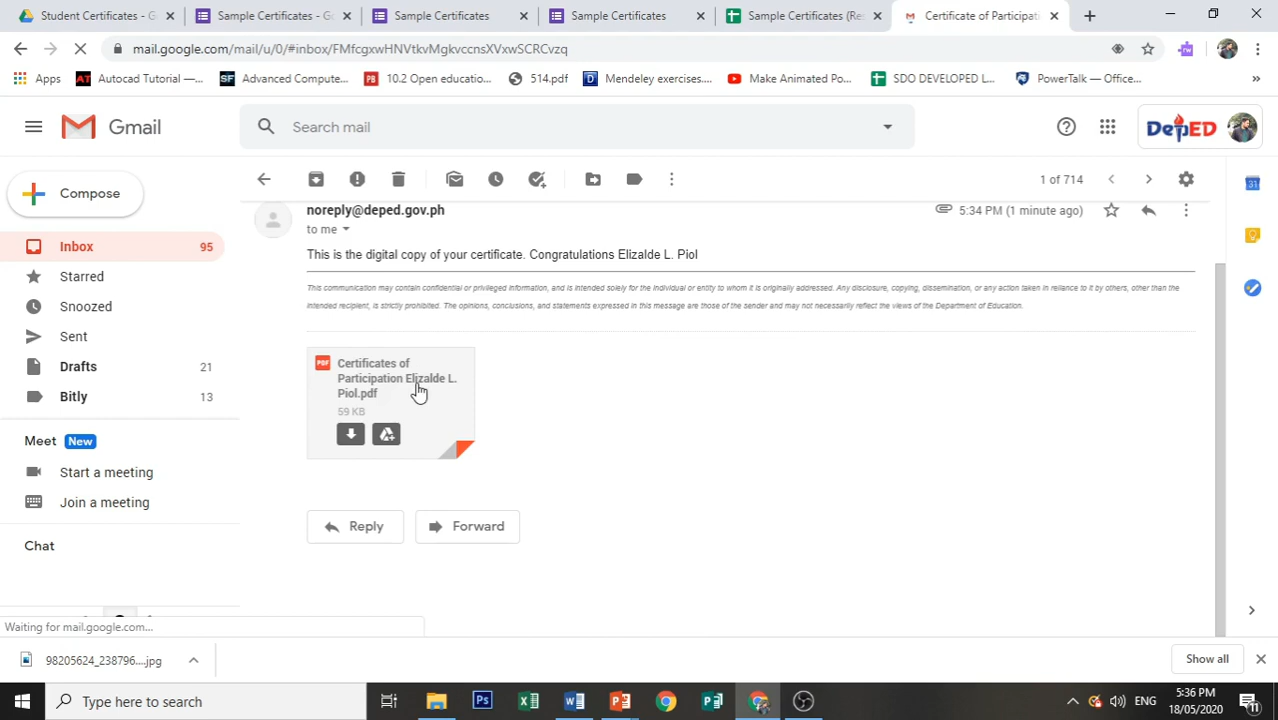 Student Certificates - G
Sample Certificates - Go
Sample Certificates
Sample Certificates
Sample Certificates (Res
Certificate of Participati
mail.google.com/mail/u/0/#inbox/FMfcgxwHNVtkvMgkvccnsXVxwSCRCvzq
Apps
AT Autocad Tutorial —...
SF Advanced Compute...
PB 10.2 Open educatio...
514.pdf
D Mendeley exercises....
Make Animated Po...
SDO DEVELOPED L...
PowerTalk — Office...
»
Gmail
Search mail
DepED
Compose
1 of 714
noreply@deped.gov.ph
5:34 PM (1 minute ago)
to me
Inbox 95
This is the digital copy of your certificate. Congratulations Elizalde L. Piol
Starred
This communication may contain confidential or privileged information, and is intended solely for the individual or entity to whom it is originally addressed. Any disclosure, copying, dissemination, or any action taken in reliance to it by others, other than the
Snoozed
intended recipient, is strictly prohibited. The opinions, conclusions, and statements expressed in this message are those of the sender and may not necessarily reflect the views of the Department of Education.
Sent
Drafts 21
Bitly 13
PDF Certificates of
Participation Elizalde L.
Piol.pdf
59 KB
Meet New
Start a meeting
Join a meeting
Reply
Forward
Chat
31
Waiting for mail.google.com...
98205624_238796....jpg
Show all
Type here to search
Ps
ENG
5:36 PM
18/05/2020
11